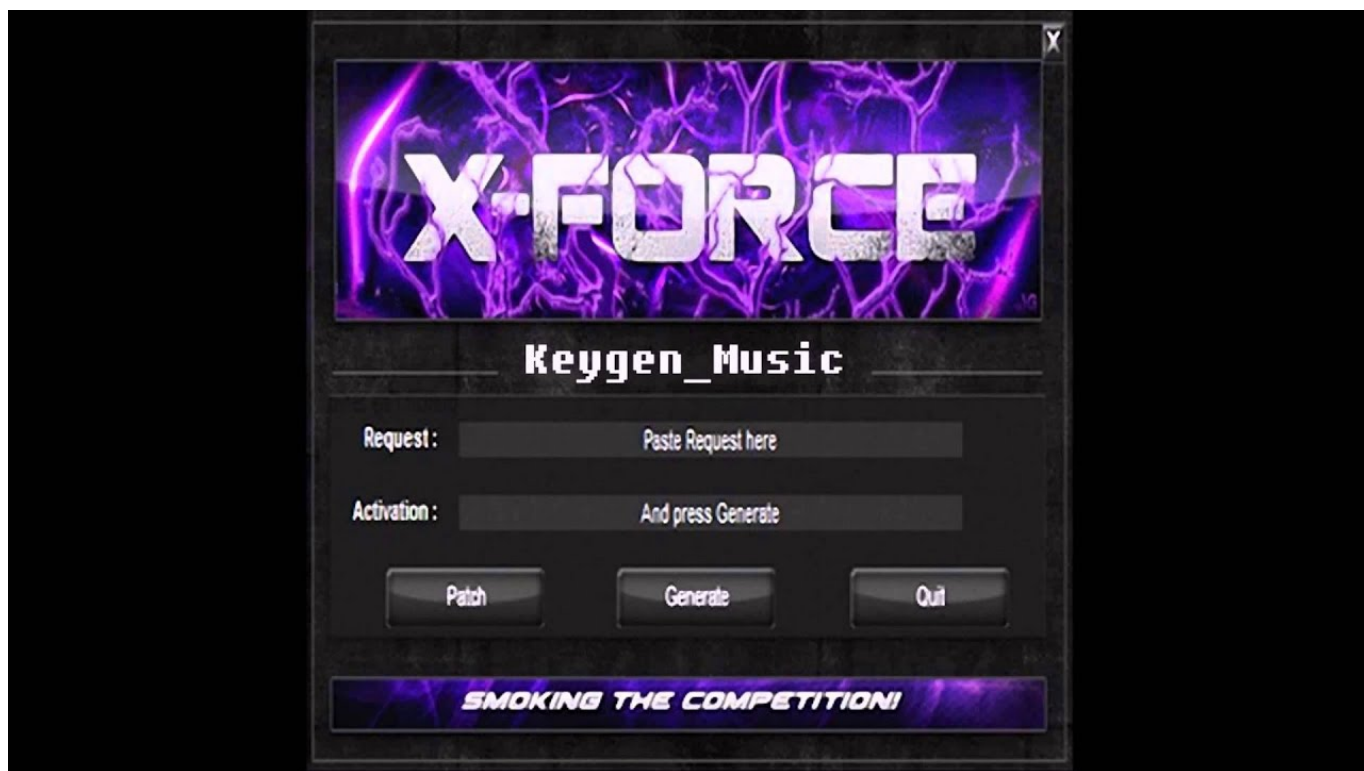 X
X-FORCE
Keygen_Music
Request :
Paste Request here
Activation :
And press Generate
Patch
Generate
Quit
SMOKING THE COMPETITION!